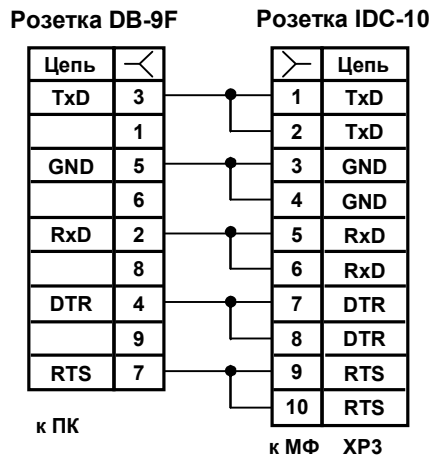 Розетка DB-9F Розетка IDC-10
Цепь Цепь
TxD 3 1 TxD
1 2 TxD
GND 5 3 GND
6 4 GND
RxD 2 5 RxD
8 6 RxD
DTR 4 7 DTR
9 8 DTR
RTS 7 9 RTS
10 RTS
к ПК
к МФ ХР3